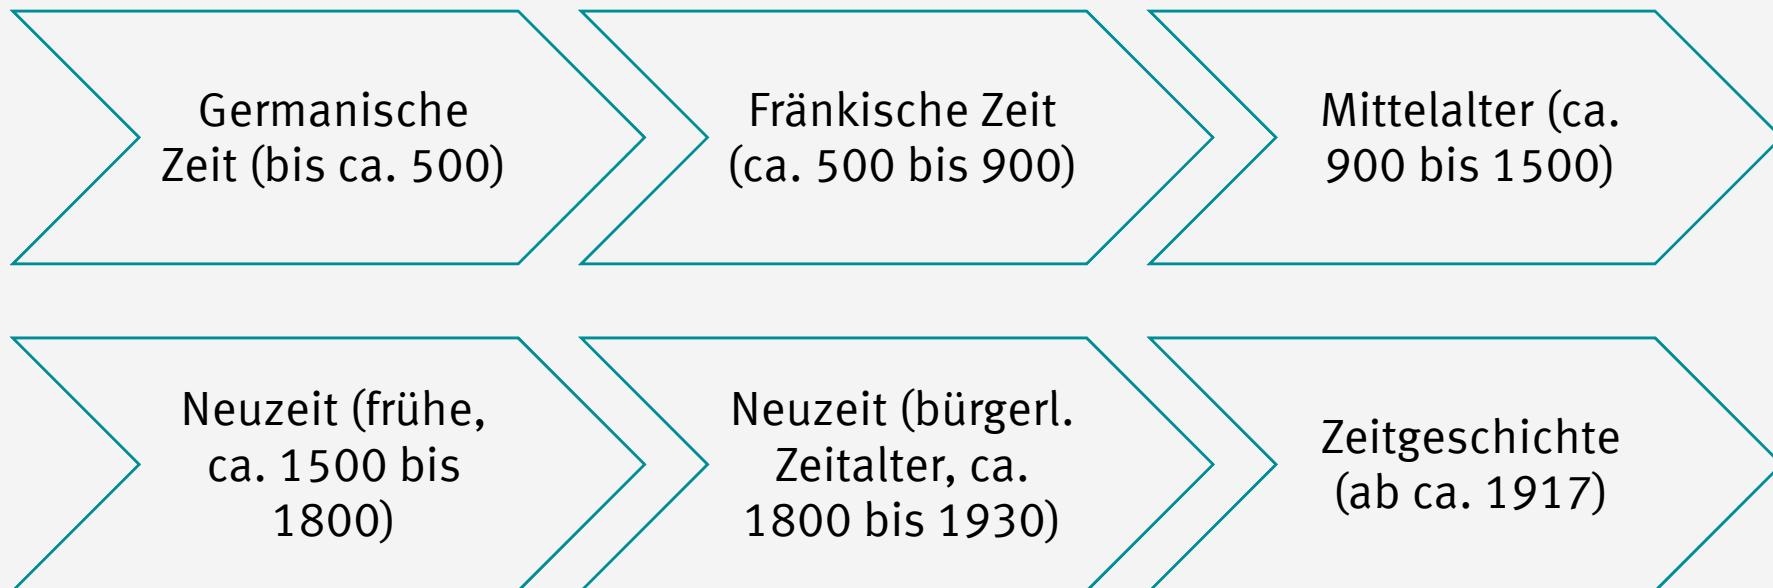 Germanische
Zeit (bis ca. 500)
Fränkische Zeit
(ca. 500 bis 900)
Mittelalter (ca.
900 bis 1500)
Neuzeit (frühe,
ca. 1500 bis
1800)
Neuzeit (bürgerl.
Zeitalter, ca.
1800 bis 1930)
Zeitgeschichte
(ab ca. 1917)